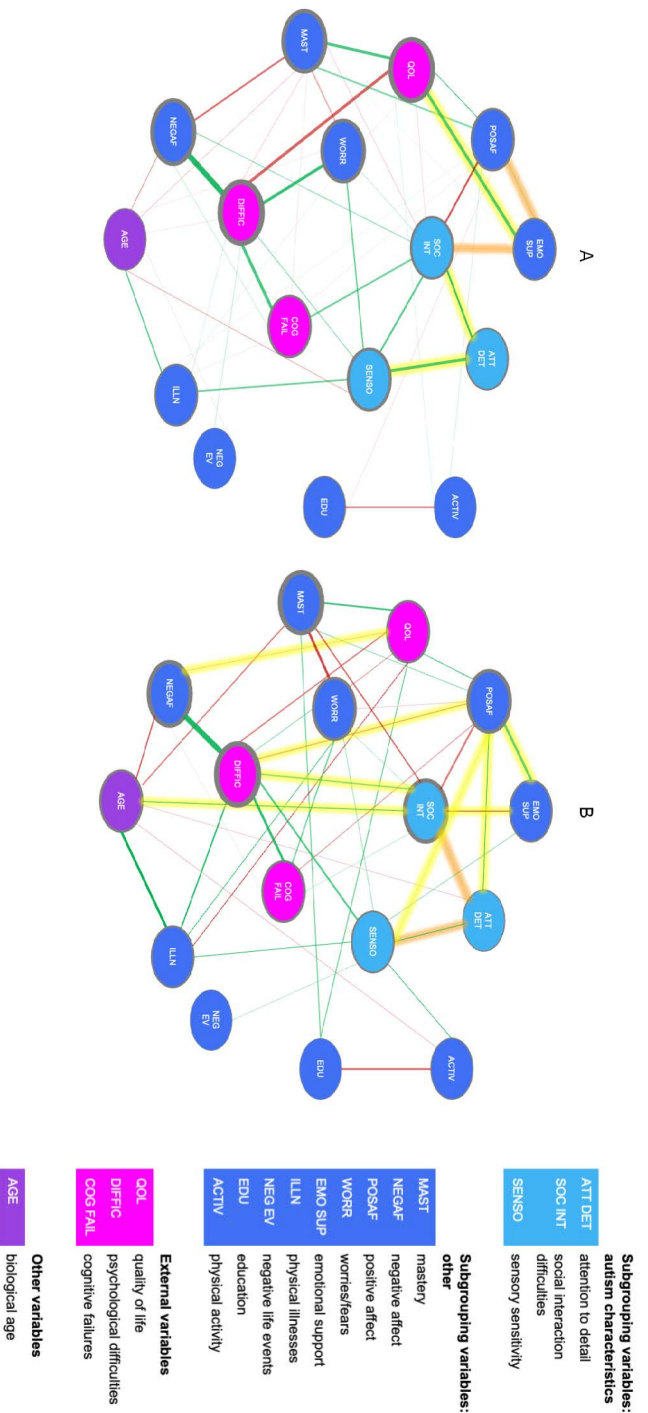 A
EMO
SUP
POSAF
ATT
DET
ACTIV
SOC
INT
QOL
SENSO
WORR
EDU
MAST
COG
FAIL
DIFFIC
NEG
EV
ILLN
NEGAF
AGE
B
EMO
SUP
POSAF
ATT
DET
ACTIV
SOC
INT
QOL
SENSO
WORR
EDU
MAST
COG
FAIL
DIFFIC
NEG
EV
ILLN
NEGAF
AGE
Subgrouping variables:
autism characteristics
ATT DET attention to detail
SOC INT social interaction
difficulties
SENSO sensory sensitivity
Subgrouping variables:
other
MAST mastery
NEGAF negative affect
POSAF positive affect
WORR worries/fears
EMO SUP emotional support
ILLN physical illnesses
NEG EV negative life events
EDU education
ACTIV physical activity
External variables
QOL quality of life
DIFFIC psychological difficulties
COG FAIL cognitive failures
Other variables
AGE biological age